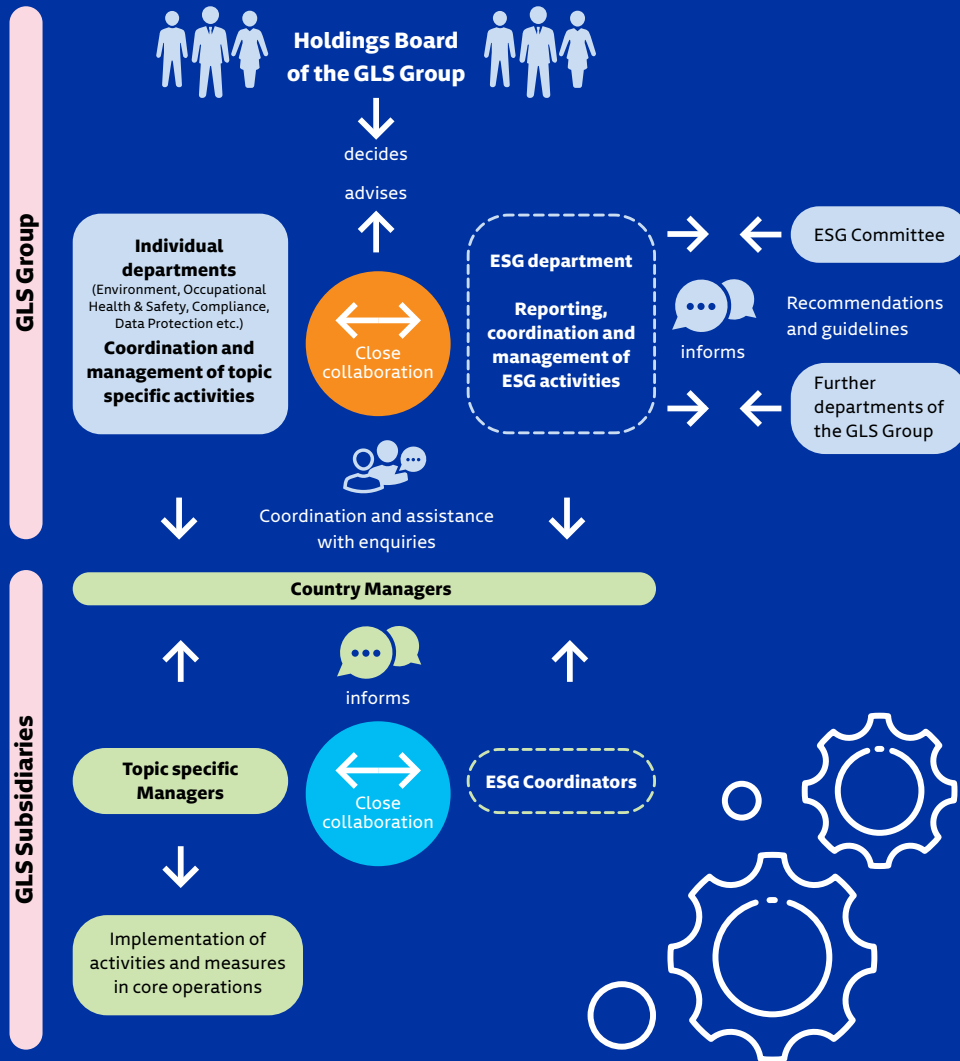 GLS Group
Holdings Board
of the GLS Group
decides
advises
Individual
departments
(Environment, Occupational
Health & Safety, Compliance,
Data Protection etc.)
Coordination and
management of topic
specific activities
Close
collaboration
ESG department
Reporting,
coordination and
management of
ESG activities
ESG Committee
informs
Recommendations
and guidelines
Further
departments of
the GLS Group
Coordination and assistance
with enquiries
GLS Subsidiaries
Country Managers
informs
Topic specific
Managers
Close
collaboration
ESG Coordinators
Implementation of
activities and measures
in core operations